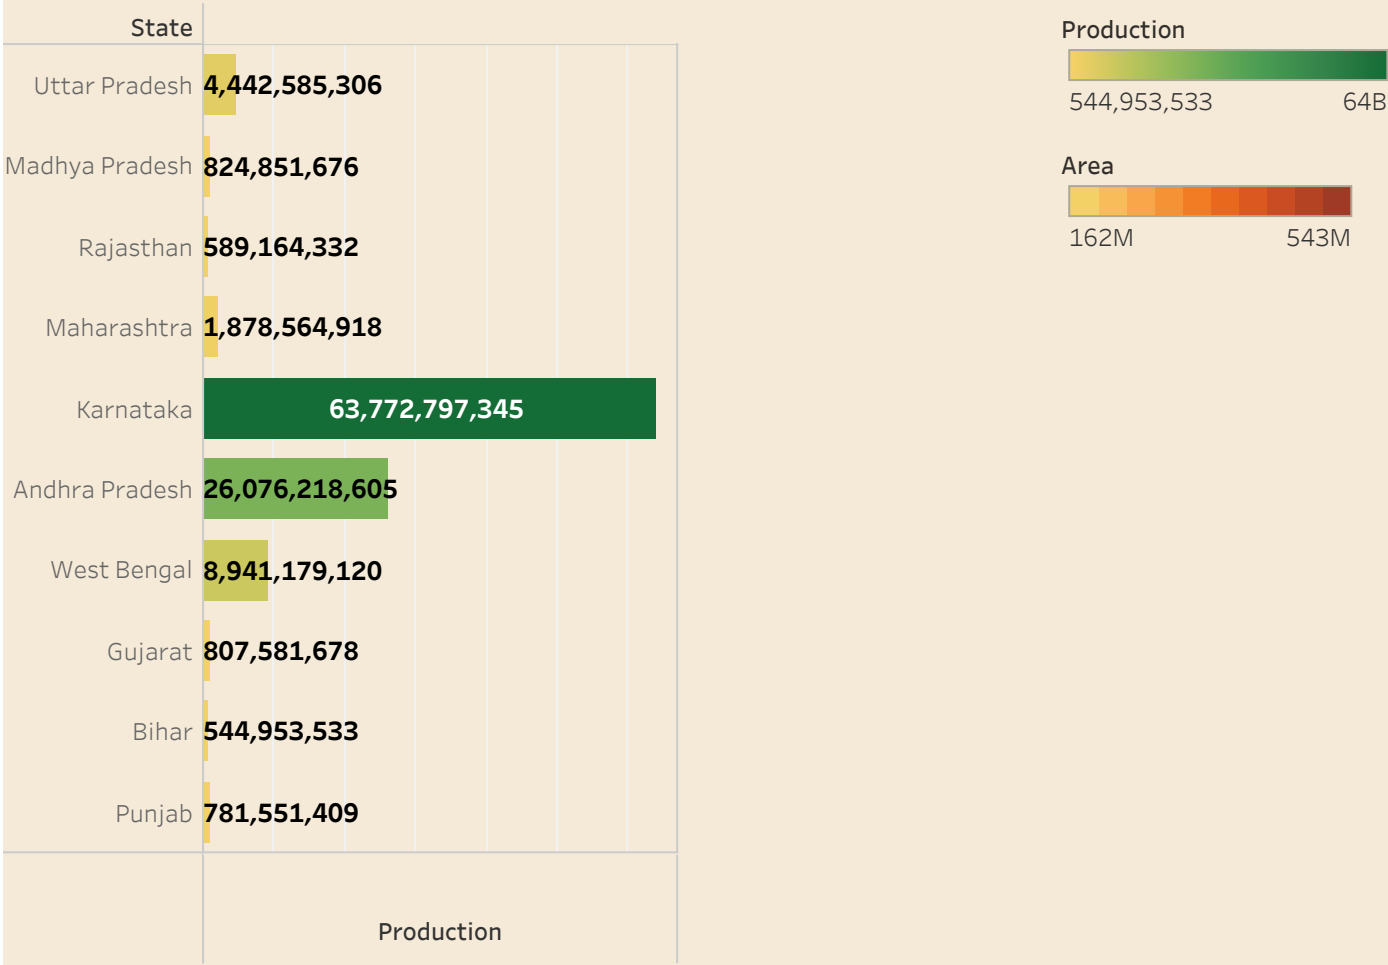 State
Uttar Pradesh 4,442,585,306
Madhya Pradesh 824,851,676
Rajasthan 589,164,332
Maharashtra 1,878,564,918
Karnataka 63,772,797,345
Andhra Pradesh 26,076,218,605
West Bengal 8,941,179,120
Gujarat 807,581,678
Bihar 544,953,533
Punjab 781,551,409
Production
Production
544,953,533 64B
Area
162M 543M